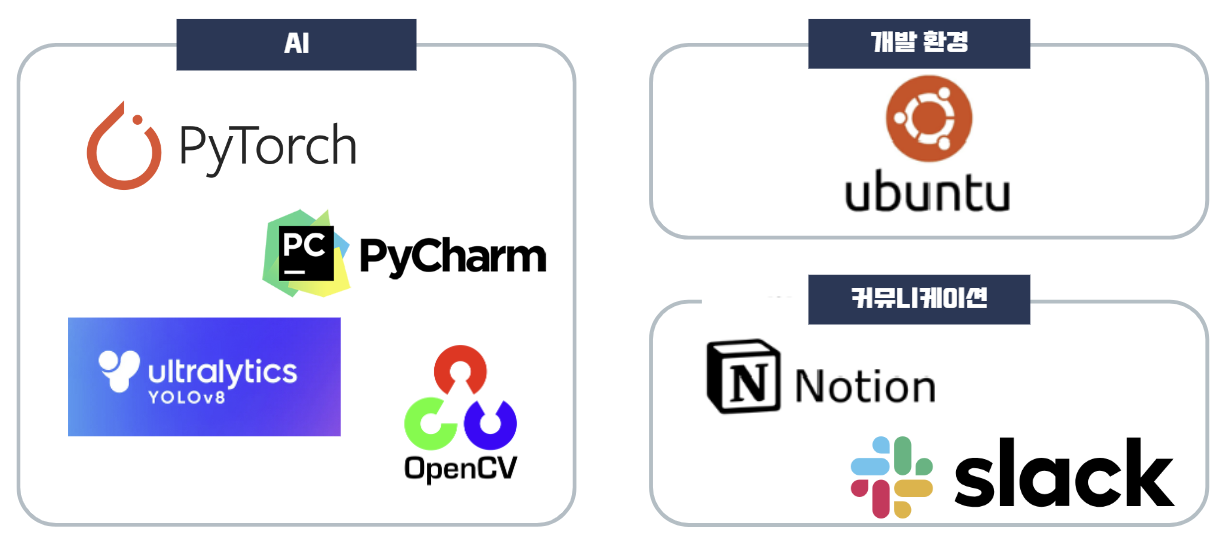 AI
PyTorch
PC
PyCharm
ultralytics
YOLOv8
OpenCV
개발 환경
ubuntu
커뮤니케이션
N Notion
slack